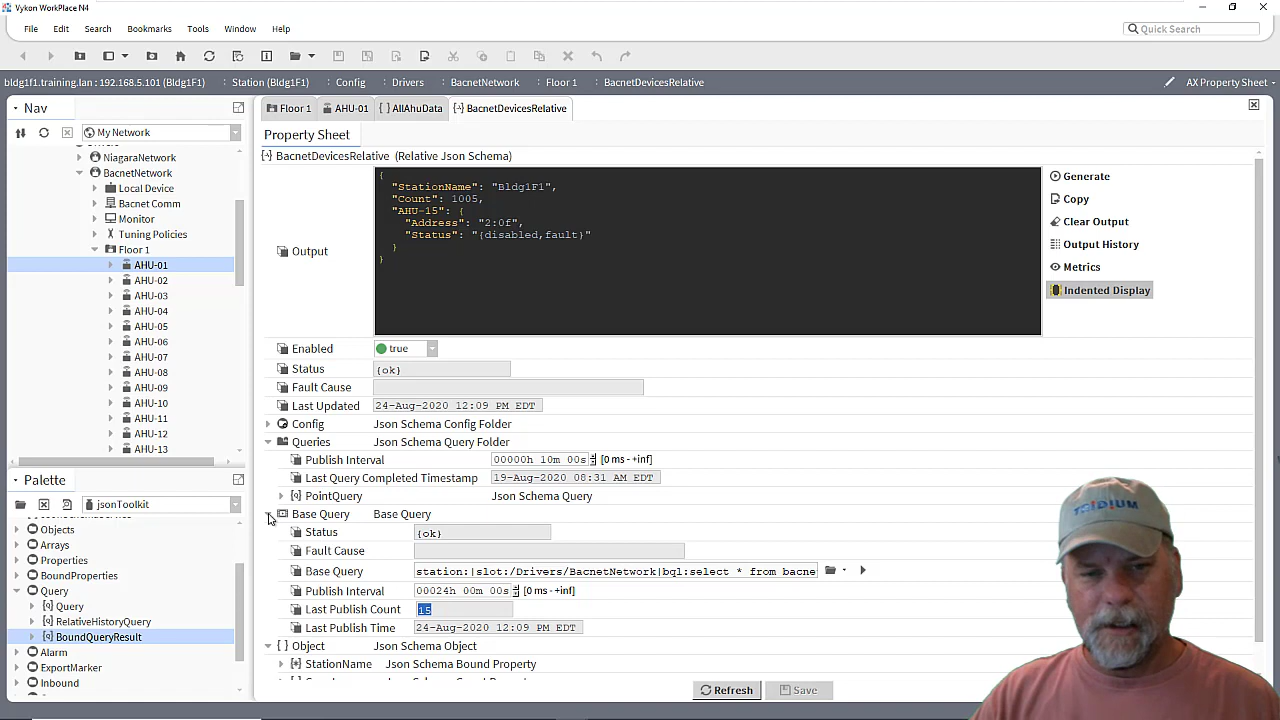 Vykon WorkPlace N4
File Edit Search Bookmarks Tools Window Help
Quick Search
bldg1f1.training.lan : 192.168.5.101 (Bldg1F1) Station (Bldg1F1) Config Drivers BacnetNetwork Floor 1 BacnetDevicesRelative AX Property Sheet
Nav
My Network
NiagaraNetwork
BacnetNetwork
Local Device
Bacnet Comm
Monitor
Tuning Policies
Floor 1
AHU-01
AHU-02
AHU-03
AHU-04
AHU-05
AHU-06
AHU-07
AHU-08
AHU-09
AHU-10
AHU-11
AHU-12
AHU-13
Palette
jsonToolkit
Objects
Arrays
Properties
BoundProperties
Query
Query
RelativeHistoryQuery
BoundQueryResult
Alarm
ExportMarker
Inbound
Floor 1 AHU-01 AllAhuData BacnetDevicesRelative
Property Sheet
BacnetDevicesRelative (Relative Json Schema)
Output
{
"StationName": "Bldg1F1",
"Count": 1005,
"AHU-15": {
"Address": "2:0f",
"Status": "{disabled,fault}"
}
}
Generate
Copy
Clear Output
Output History
Metrics
Indented Display
Enabled true
Status {ok}
Fault Cause
Last Updated 24-Aug-2020 12:09 PM EDT
Config Json Schema Config Folder
Queries Json Schema Query Folder
Publish Interval 00000h 10m 00s [0 ms - +inf]
Last Query Completed Timestamp 19-Aug-2020 08:31 AM EDT
PointQuery Json Schema Query
Base Query Base Query
Status {ok}
Fault Cause
Base Query station:|slot:/Drivers/BacnetNetwork|bql:select * from bacne
Publish Interval 00024h 00m 00s [0 ms - +inf]
Last Publish Count 15
Last Publish Time 24-Aug-2020 12:09 PM EDT
Object Json Schema Object
StationName Json Schema Bound Property
Refresh Save
TRIDIUM